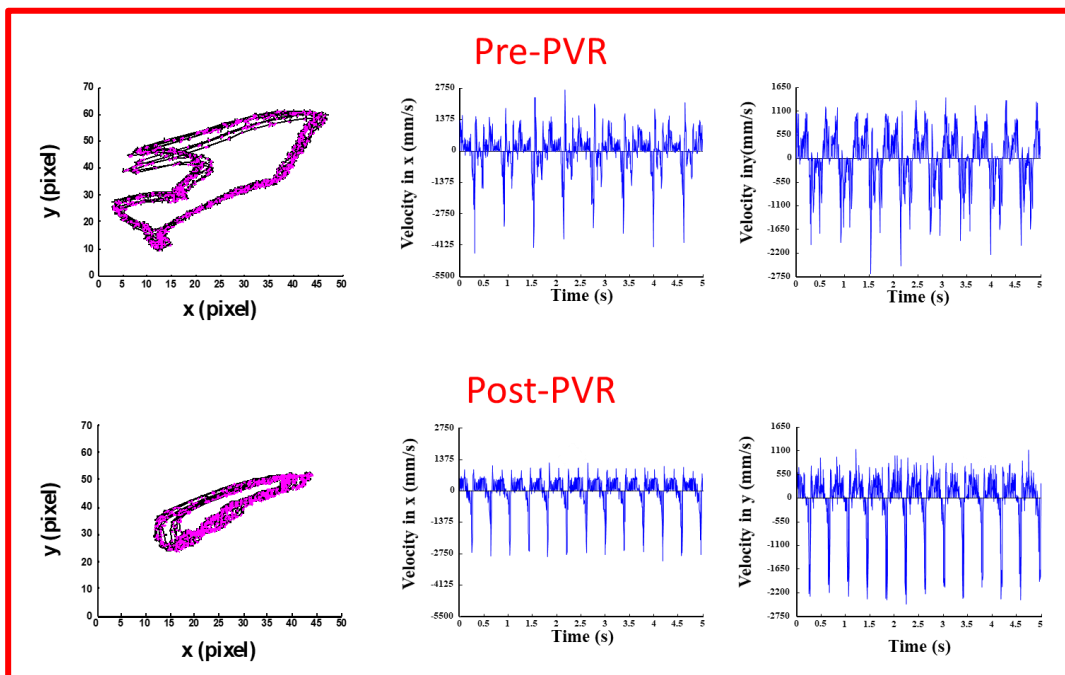 Pre-PVR
70
60
50
40
30
20
10
0
y (pixel)
0 5 10 15 20 25 30 35 40 45 50
x (pixel)
2750
1375
0
-1375
-2750
-4125
-5500
Velocity in x (mm/s)
0 0.5 1 1.5 2 2.5 3 3.5 4 4.5 5
Time (s)
1650
1100
550
0
-550
-1100
-1650
-2200
-2750
Velocity iny(mm/s)
0 0.5 1 1.5 2 2.5 3 3.5 4 4.5 5
Time (s)
Post-PVR
70
60
50
40
30
20
10
0
y (pixel)
0 5 10 15 20 25 30 35 40 45 50
x (pixel)
2750
1375
0
-1375
-2750
-4125
-5500
Velocity in x (mm/s)
0 0.5 1 1.5 2 2.5 3 3.5 4 4.5 5
Time (s)
1650
1100
550
0
-550
-1100
-1650
-2200
-2750
Velocity in y (mm/s)
0 0.5 1 1.5 2 2.5 3 3.5 4 4.5 5
Time (s)